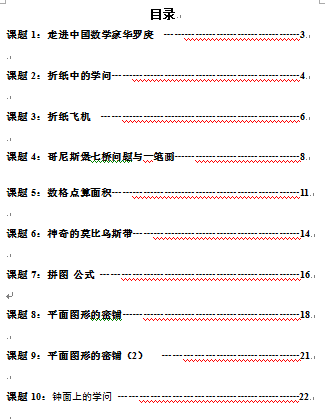 目录
课题 1：走进中国数学家华罗庚 ------------------------------------3
课题 2：折纸中的学问------------------------------------------------4
课题 3：折纸飞机 ----------------------------------------------------6
课题 4：哥尼斯堡七桥问题与一笔画--------------------------------8
课题 5：数格点算面积------------------------------------------------11
课题 6：神奇的莫比乌斯带------------------------------------------14
课题 7：拼图 公式 --------------------------------------------------16
课题 8：平面图形的密铺---------------------------------------------18
课题 9：平面图形的密铺（2） ------------------------------------21
课题 10：钟面上的学问 --------------------------------------------22